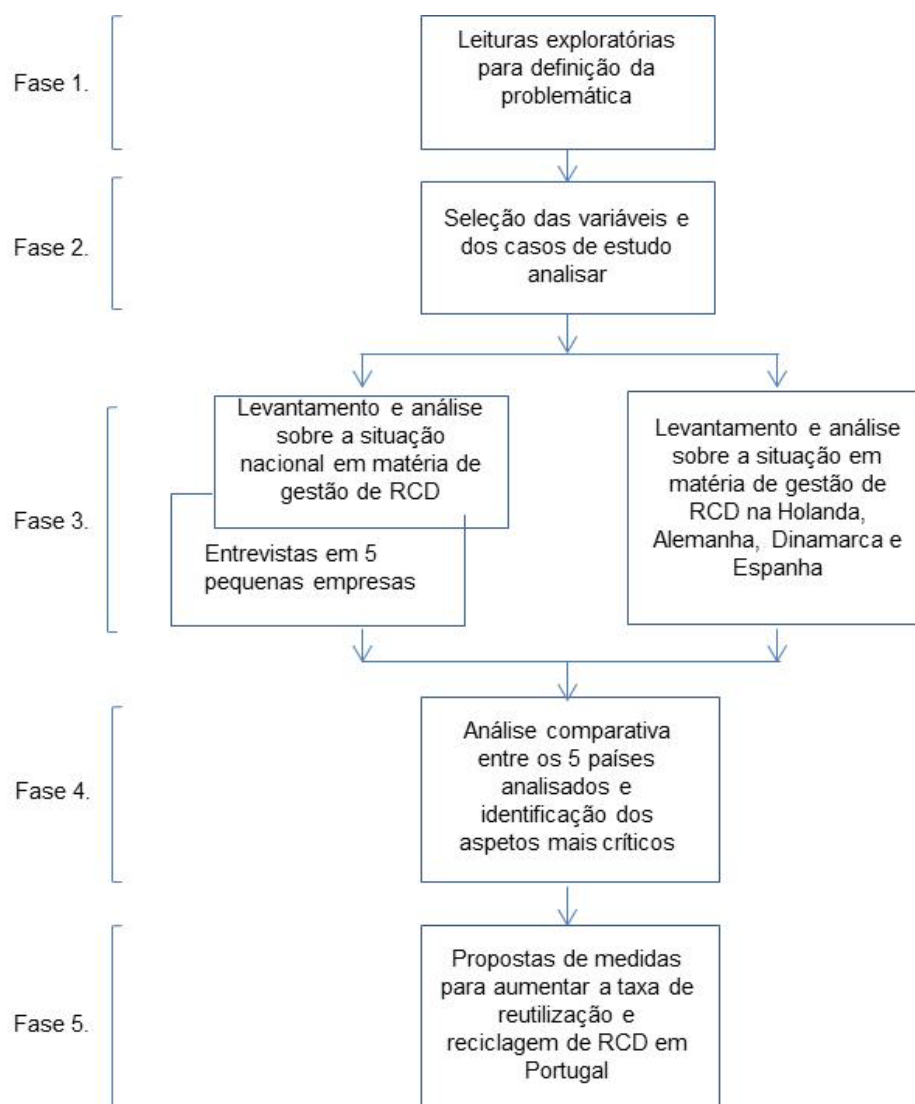 Fase 1.
Leituras exploratórias
para definição da
problemática
Fase 2.
Seleção das variáveis e
dos casos de estudo
analisar
Fase 3.
Levantamento e análise
sobre a situação
nacional em matéria de
gestão de RCD
Entrevistas em 5
pequenas empresas
Levantamento e análise
sobre a situação em
matéria de gestão de
RCD na Holanda,
Alemanha, Dinamarca e
Espanha
Fase 4.
Análise comparativa
entre os 5 países
analisados e
identificação dos
aspetos mais críticos
Fase 5.
Propostas de medidas
para aumentar a taxa de
reutilização e
reciclagem de RCD em
Portugal